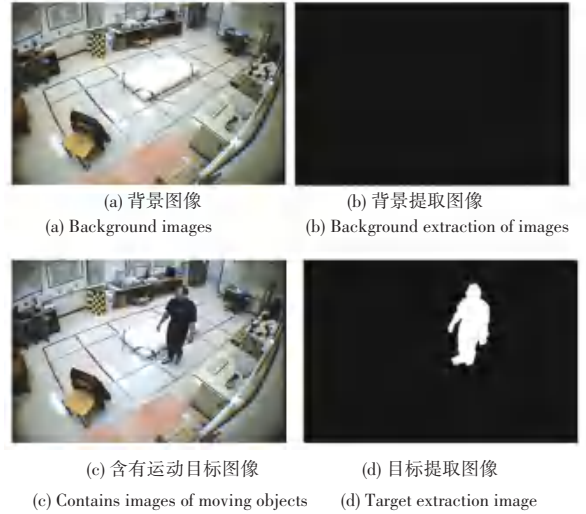 (a) 背景图像
(b) 背景提取图像
(a) Background images
(b) Background extraction of images
(c) 含有运动目标图像
(d) 目标提取图像
(c) Contains images of moving objects
(d) Target extraction image